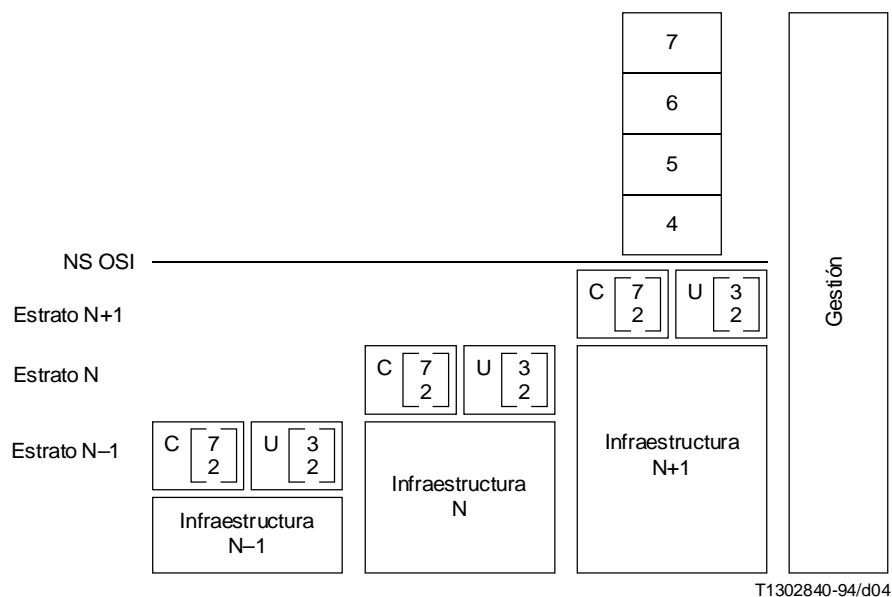 7
6
5
4
NS OSI
Estrato N+1
C 7 2 U 3 2
Estrato N
C 7 2 U 3 2
Estrato N–1
C 7 2 U 3 2
Infraestructura
N–1
Infraestructura
N
Infraestructura
N+1
Gestión
T1302840-94/d04